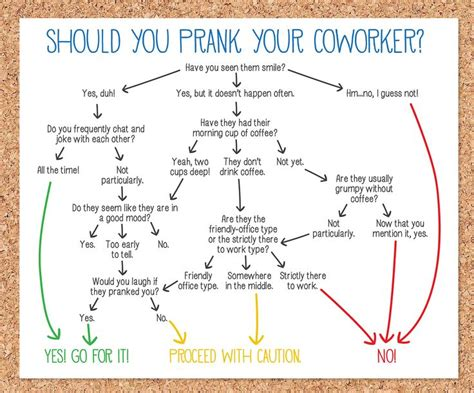 SHOULD YOU PRANK YOUR COWORKER?
Have you seen them smile?
Yes, duh!
Yes, but it doesn't happen often.
Hm...no, I guess not!
Do you frequently chat and
joke with each other?
Have they had their
morning cup of coffee?
All the time!
Not
particularly.
Yeah, two
cups deep!
They don't
drink coffee.
Not yet.
Are they usually
grumpy without
coffee?
Do they seem like they are in
a good mood?
Are they the
friendly-office type
or the strictly there
to work type?
Not
particularly.
Now that you
mention it, yes.
Yes.
Too early
to tell.
No.
Would you laugh if
they pranked you?
Friendly
office type.
Somewhere
in the middle.
Strictly there
to work.
Yes.
No.
YES! GO FOR IT!
PROCEED WITH CAUTION.
NO!